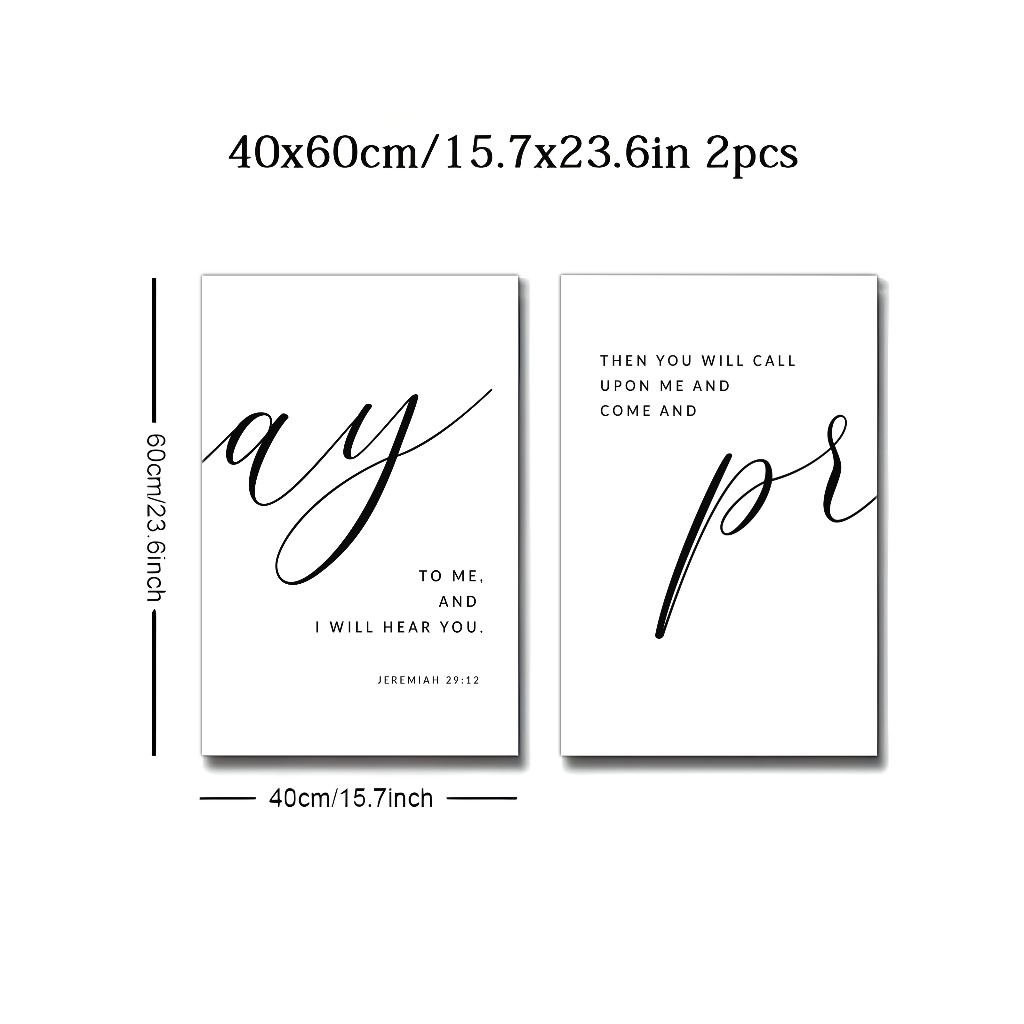 40x60cm/15.7x23.6in 2pcs
60cm/23.6inch
ay
TO ME,
AND
I WILL HEAR YOU.
JEREMIAH 29:12
THEN YOU WILL CALL
UPON ME AND
COME AND
pr
40cm/15.7inch